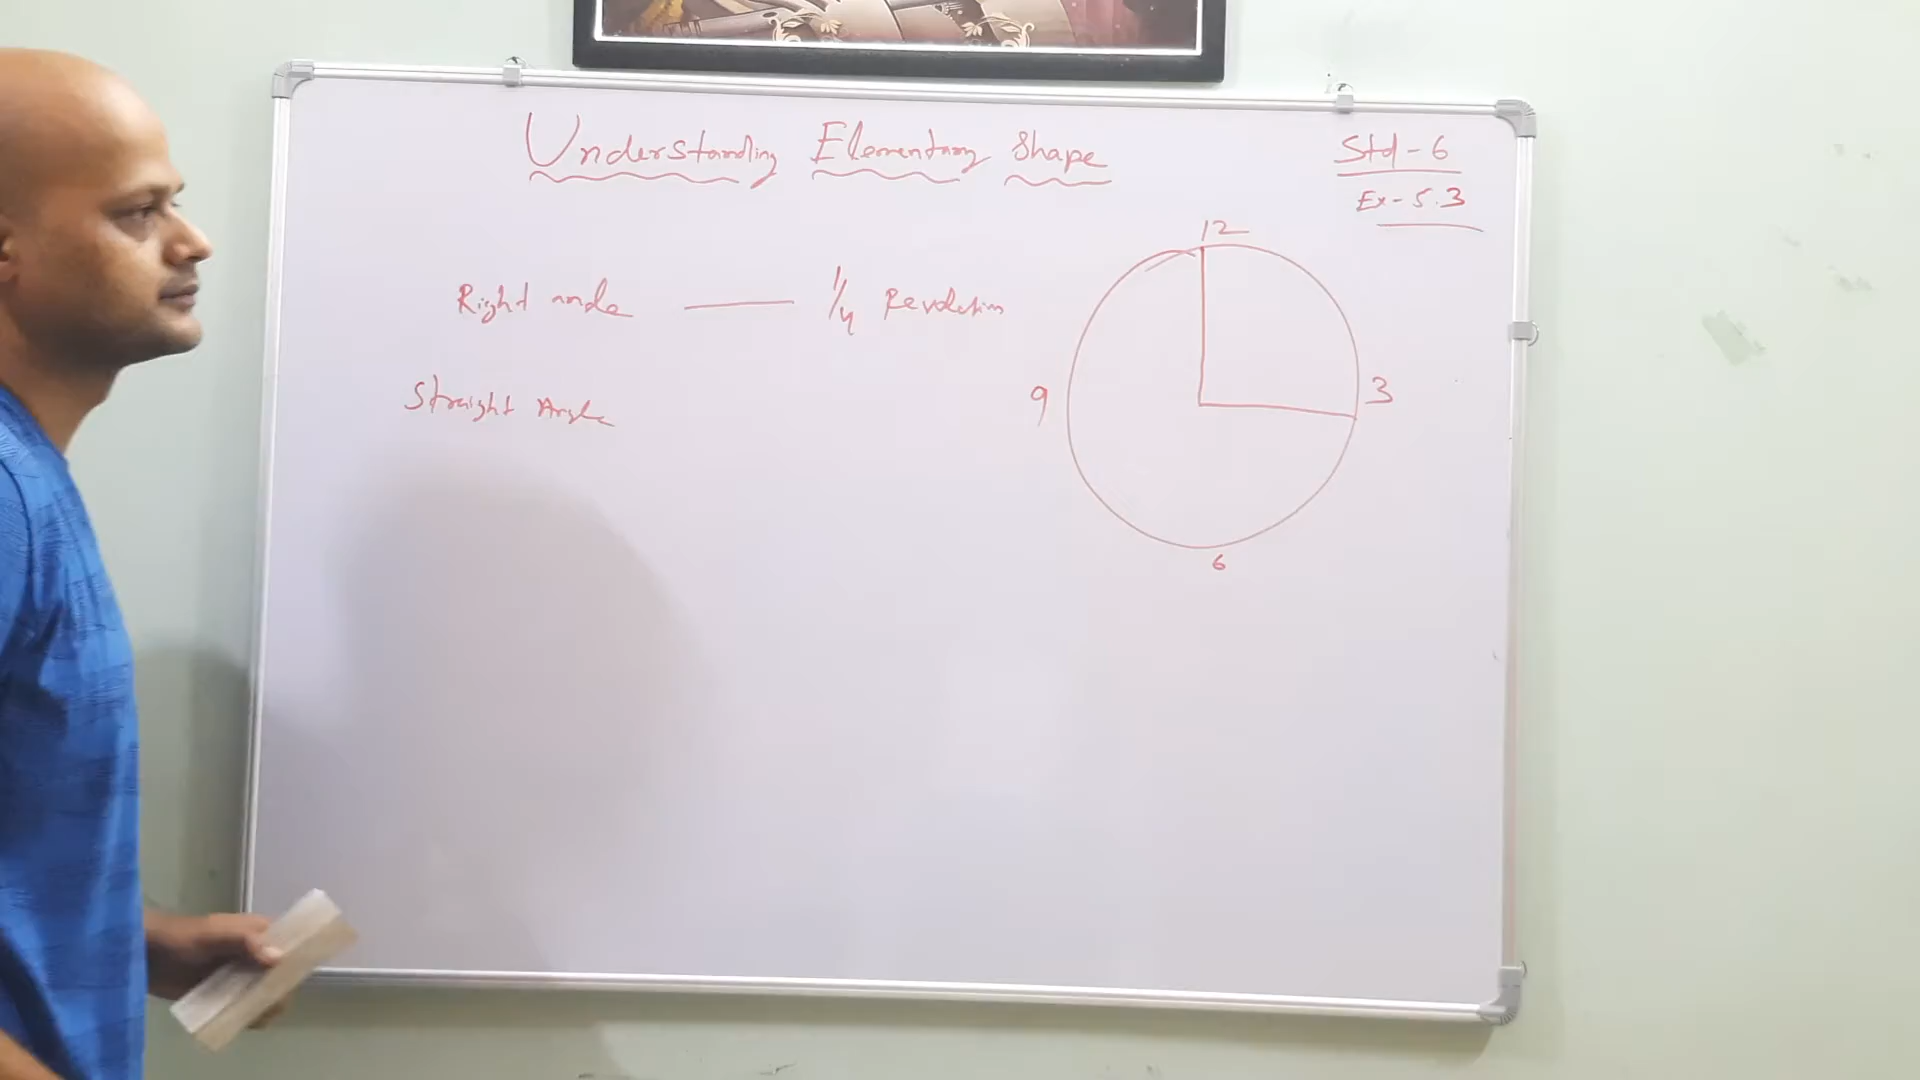 Understanding Elementary Shape
Std - 6
Ex - 5.3
12
Right angle — 1/4 Revolution
9
3
Straight Angle
6